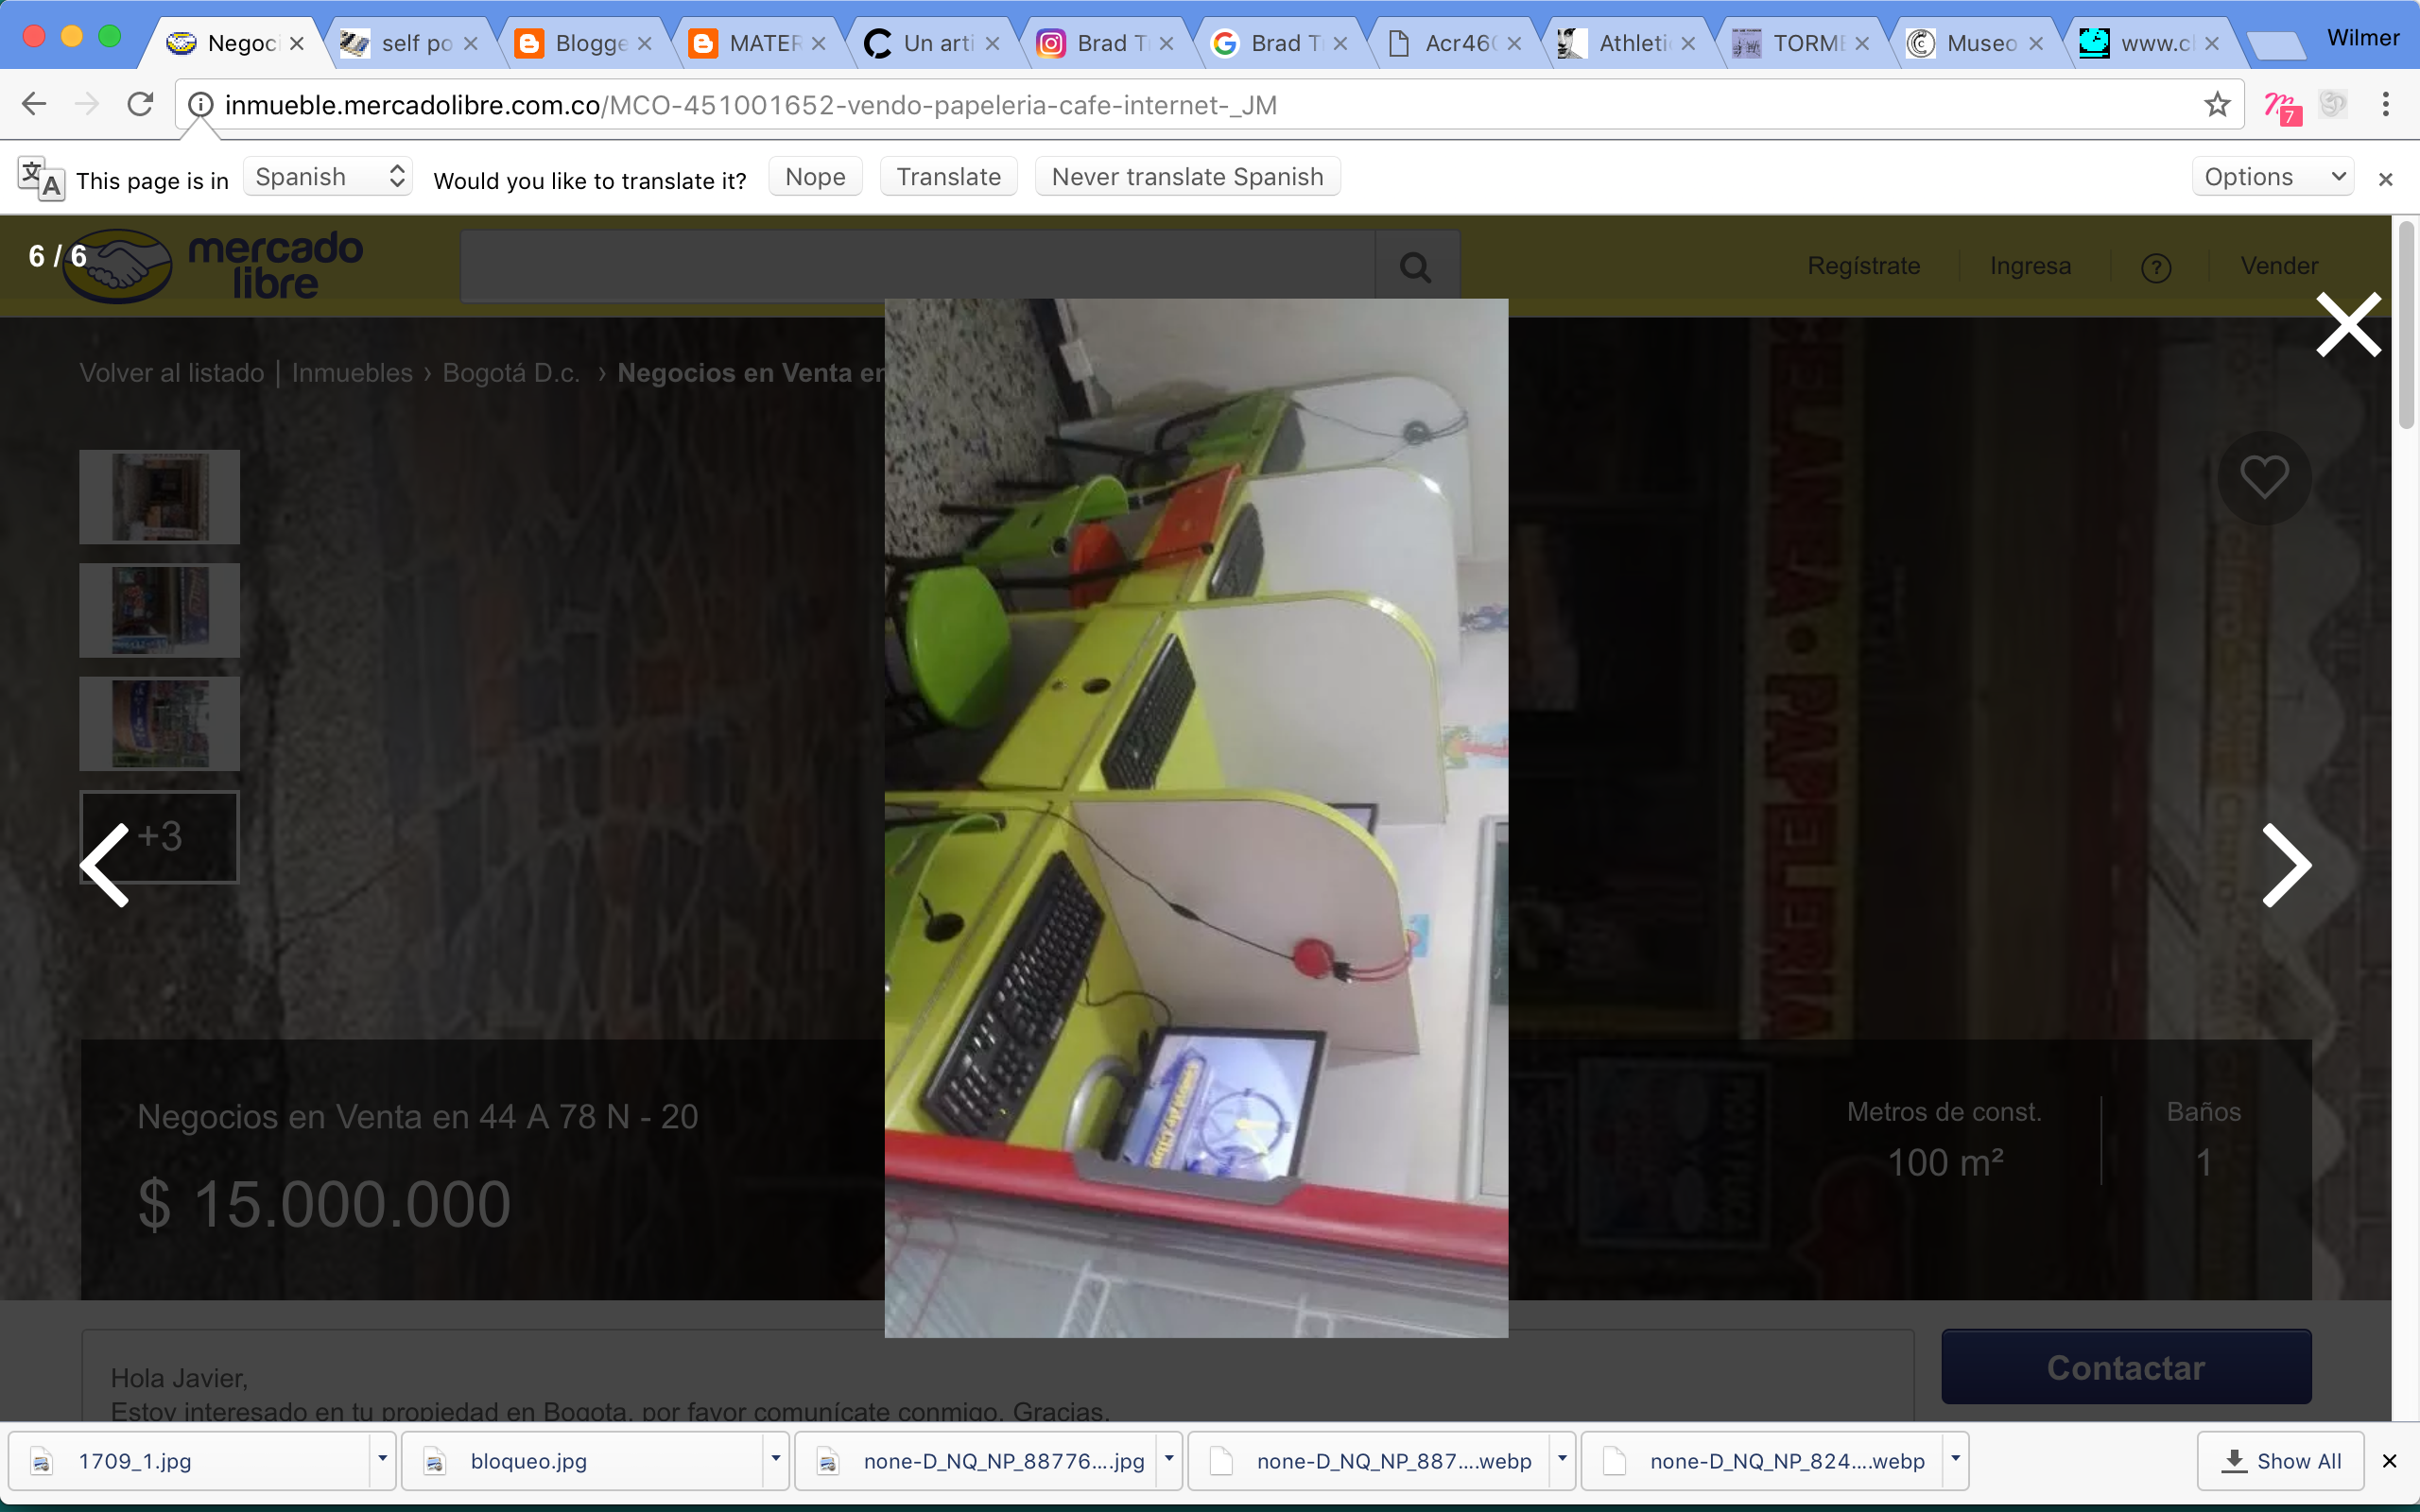 Negoci
self po
Blogge
MATER
Un arti
Brad T
Brad T
Acr46
Athleti
TORME
Museo
www.c
Wilmer
inmueble.mercadolibre.com.co/MCO-451001652-vendo-papeleria-cafe-internet-_JM
7
This page is in
Spanish
Would you like to translate it?
Nope
Translate
Never translate Spanish
Options
6 / 6
mercado
libre
Regístrate
Ingresa
?
Vender
Volver al listado | Inmuebles › Bogotá D.c. › Negocios en Venta en
CELANEA • PAPELERIA
+3
Negocios en Venta en 44 A 78 N - 20
$ 15.000.000
Metros de const.
100 m²
Baños
1
Hola Javier,
Estoy interesado en tu propiedad en Bogota, por favor comunícate conmigo. Gracias.
Contactar
1709_1.jpg
bloqueo.jpg
none-D_NQ_NP_88776....jpg
none-D_NQ_NP_887....webp
none-D_NQ_NP_824....webp
Show All